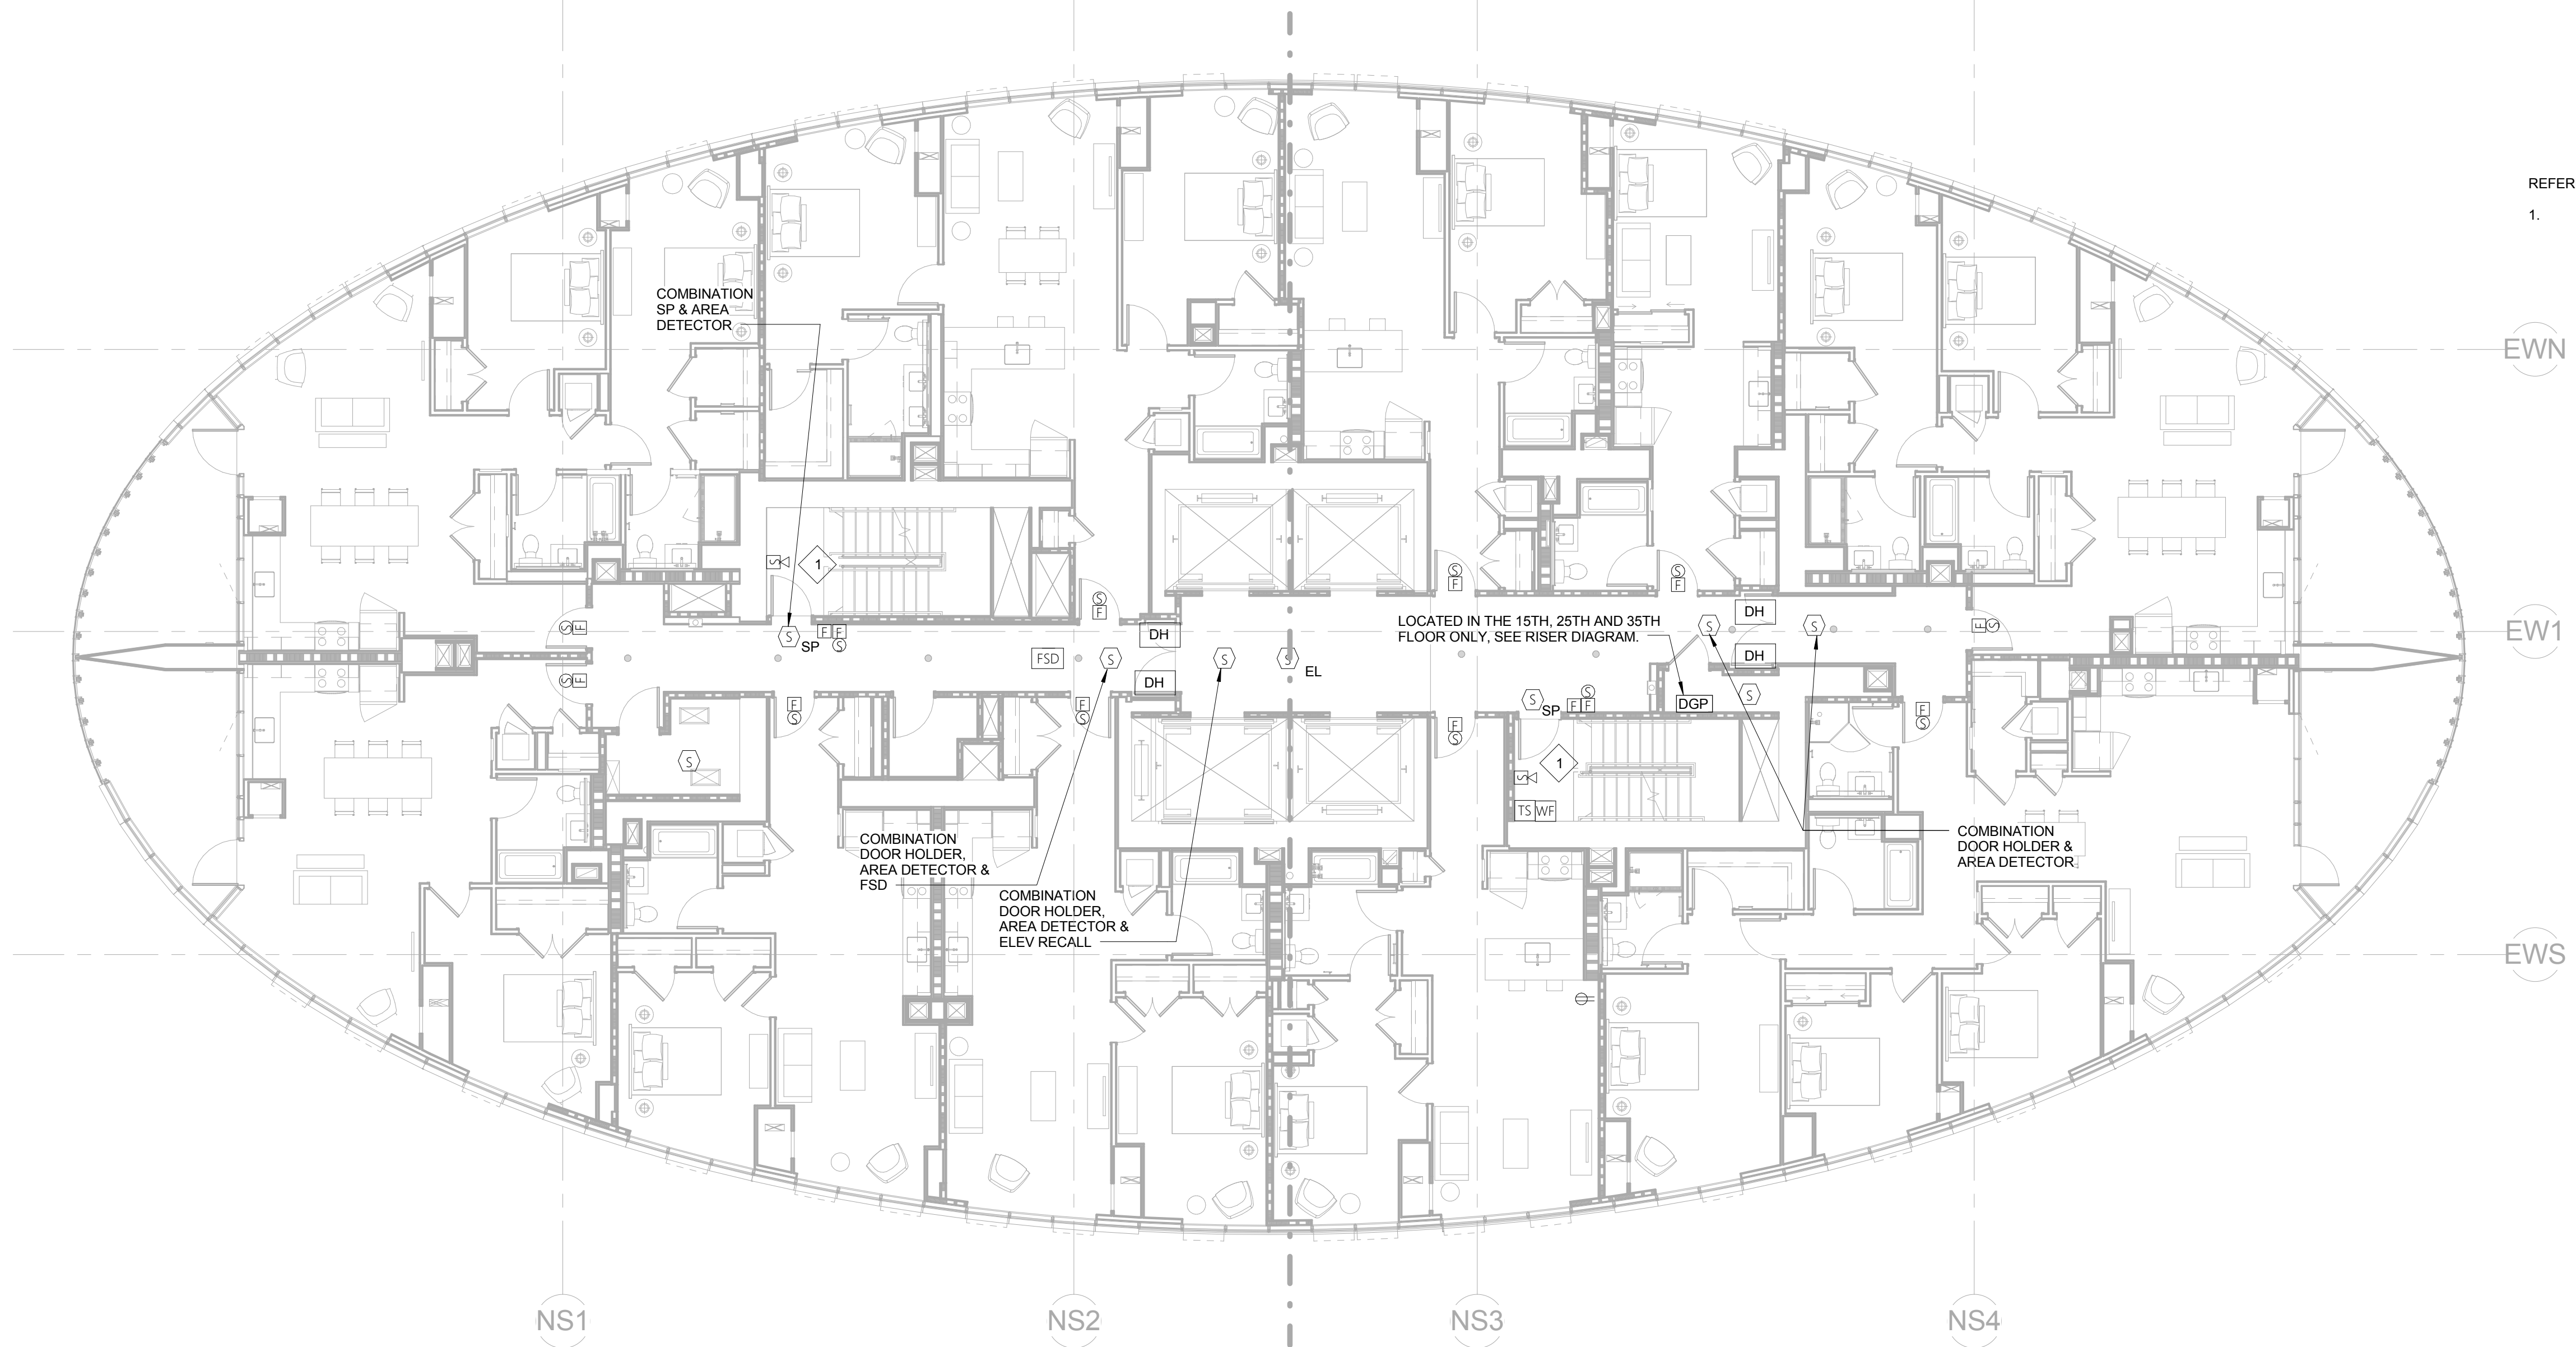 REFER
1.
COMBINATION
SP & AREA
DETECTOR
EWN
S
1
S
F
S
F
S
F
S
F
S
SP
F F
S
DH
LOCATED IN THE 15TH, 25TH AND 35TH
FLOOR ONLY, SEE RISER DIAGRAM.
S
DH
S
F S
EW1
S F
FSD
S
DH
S
S
EL
DH
F
S
F
S
F
S
S
SP
S
F F
DGP
S
F
S
S
S
1
TS WF
COMBINATION
DOOR HOLDER,
AREA DETECTOR &
FSD
COMBINATION
DOOR HOLDER,
AREA DETECTOR &
ELEV RECALL
COMBINATION
DOOR HOLDER &
AREA DETECTOR
EWS
NS1
NS2
NS3
NS4